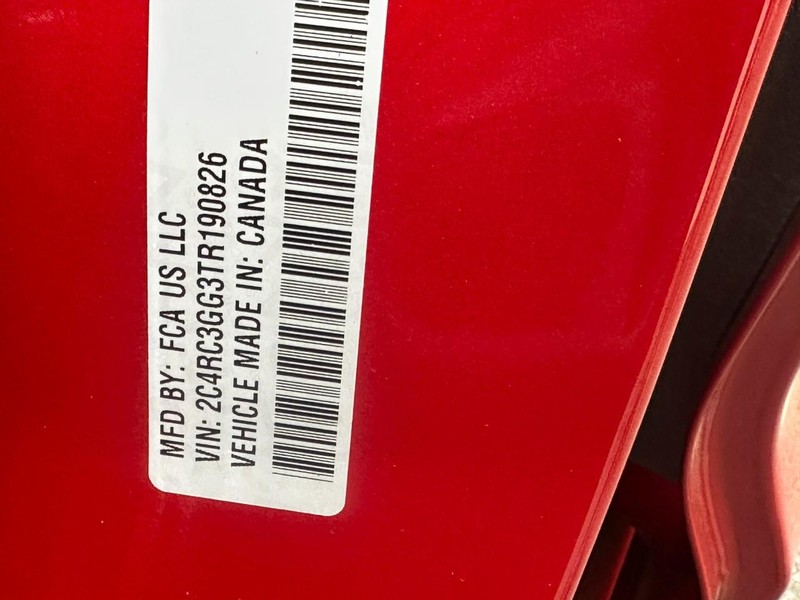 MFD BY: FCA US LLC
VIN: 2C4RC3GG3TR190826
VEHICLE MADE IN: CANADA